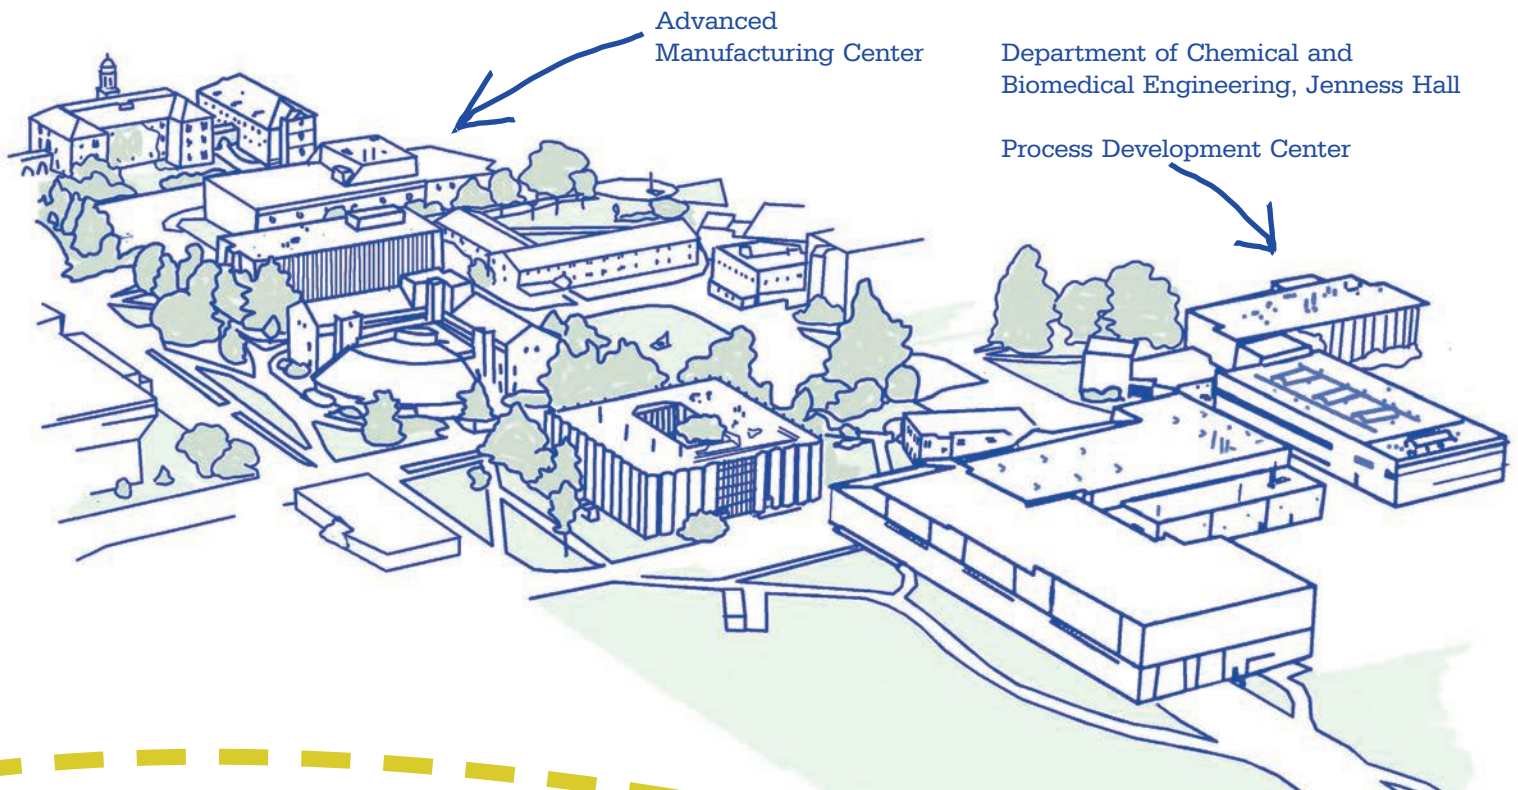 Advanced
Manufacturing Center
Department of Chemical and
Biomedical Engineering, Jenness Hall
Process Development Center